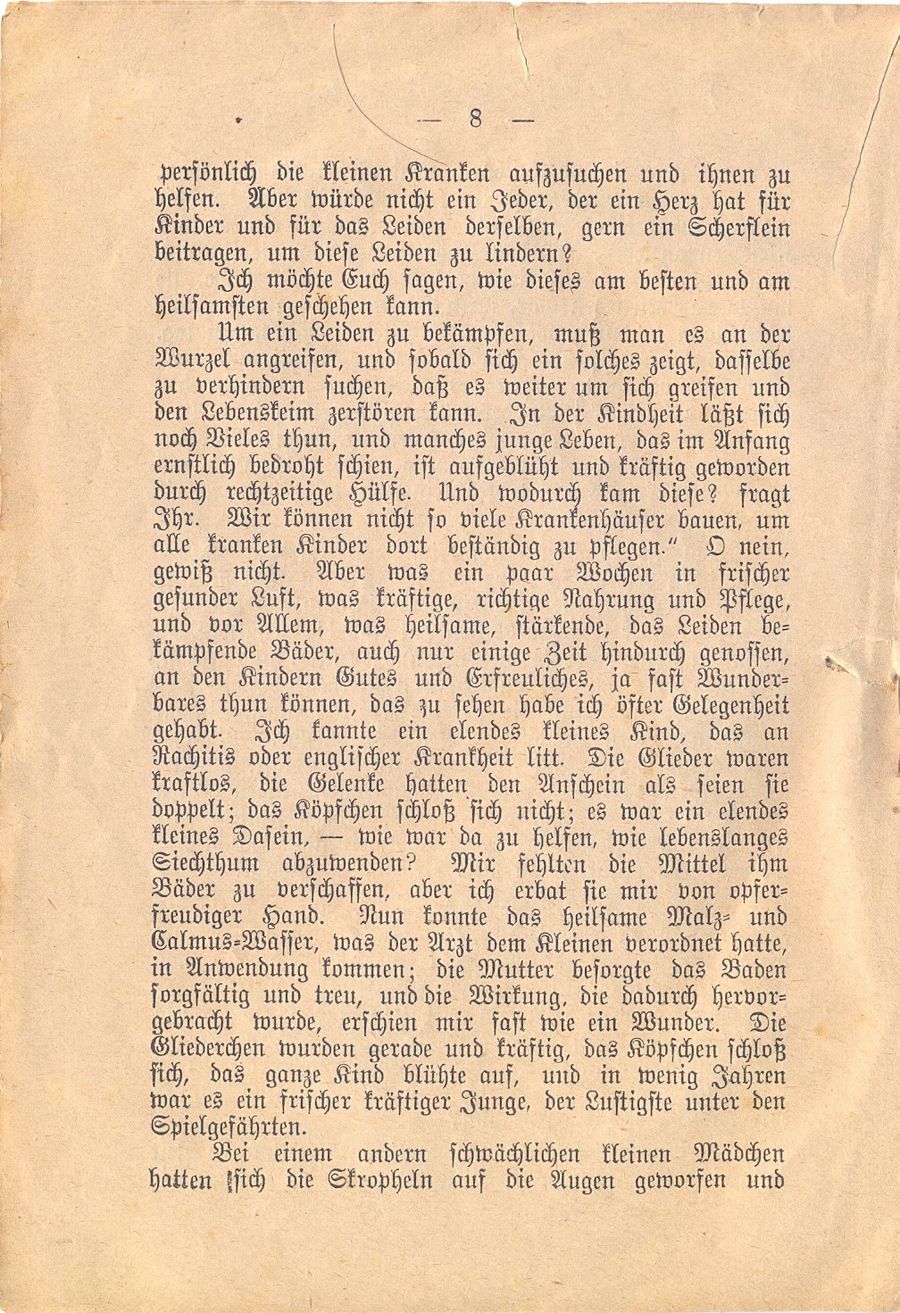 — 8 —
persönlich die kleinen Kranken aufzusuchen und ihnen zu
helfen. Aber würde nicht ein Jeder, der ein Herz hat für
Kinder und für das Leiden derselben, gern ein Scherflein
beitragen, um diese Leiden zu lindern?
Ich möchte Euch sagen, wie dieses am besten und am
heilsamsten geschehen kann.
Um ein Leiden zu bekämpfen, muß man es an der
Wurzel angreifen, und sobald sich ein solches zeigt, dasselbe
zu verhindern suchen, daß es weiter um sich greifen und
den Lebenskeim zerstören kann. In der Kindheit läßt sich
noch Vieles thun, und manches junge Leben, das im Anfang
ernstlich bedroht schien, ist aufgeblüht und kräftig geworden
durch rechtzeitige Hülfe. Und wodurch kam diese? fragt
Ihr. Wir können nicht so viele Krankenhäuser bauen, um
alle kranken Kinder dort beständig zu pflegen.“ O nein,
gewiß nicht. Aber was ein paar Wochen in frischer
gesunder Luft, was kräftige, richtige Nahrung und Pflege,
und vor Allem, was heilsame, stärkende, das Leiden be-
kämpfende Bäder, auch nur einige Zeit hindurch genossen,
an den Kindern Gutes und Erfreuliches, ja fast Wunder-
bares thun können, das zu sehen habe ich öfter Gelegenheit
gehabt. Ich kannte ein elendes kleines Kind, das an
Rachitis oder englischer Krankheit litt. Die Glieder waren
kraftlos, die Gelenke hatten den Anschein als seien sie
doppelt; das Köpfchen schloß sich nicht; es war ein elendes
kleines Dasein, — wie war da zu helfen, wie lebenslanges
Siechthum abzuwenden? Mir fehlten die Mittel ihm
Bäder zu verschaffen, aber ich erbat sie mir von opfer-
freudiger Hand. Nun konnte das heilsame Malz- und
Calmus-Wasser, was der Arzt dem Kleinen verordnet hatte,
in Anwendung kommen; die Mutter besorgte das Baden
sorgfältig und treu, und die Wirkung, die dadurch hervor-
gebracht wurde, erschien mir fast wie ein Wunder. Die
Gliederchen wurden gerade und kräftig, das Köpfchen schloß
sich, das ganze Kind blühte auf, und in wenig Jahren
war es ein frischer kräftiger Junge, der Lustigste unter den
Spielgefährten.
Bei einem andern schwächlichen kleinen Mädchen
hatten sich die Skropheln auf die Augen geworfen und